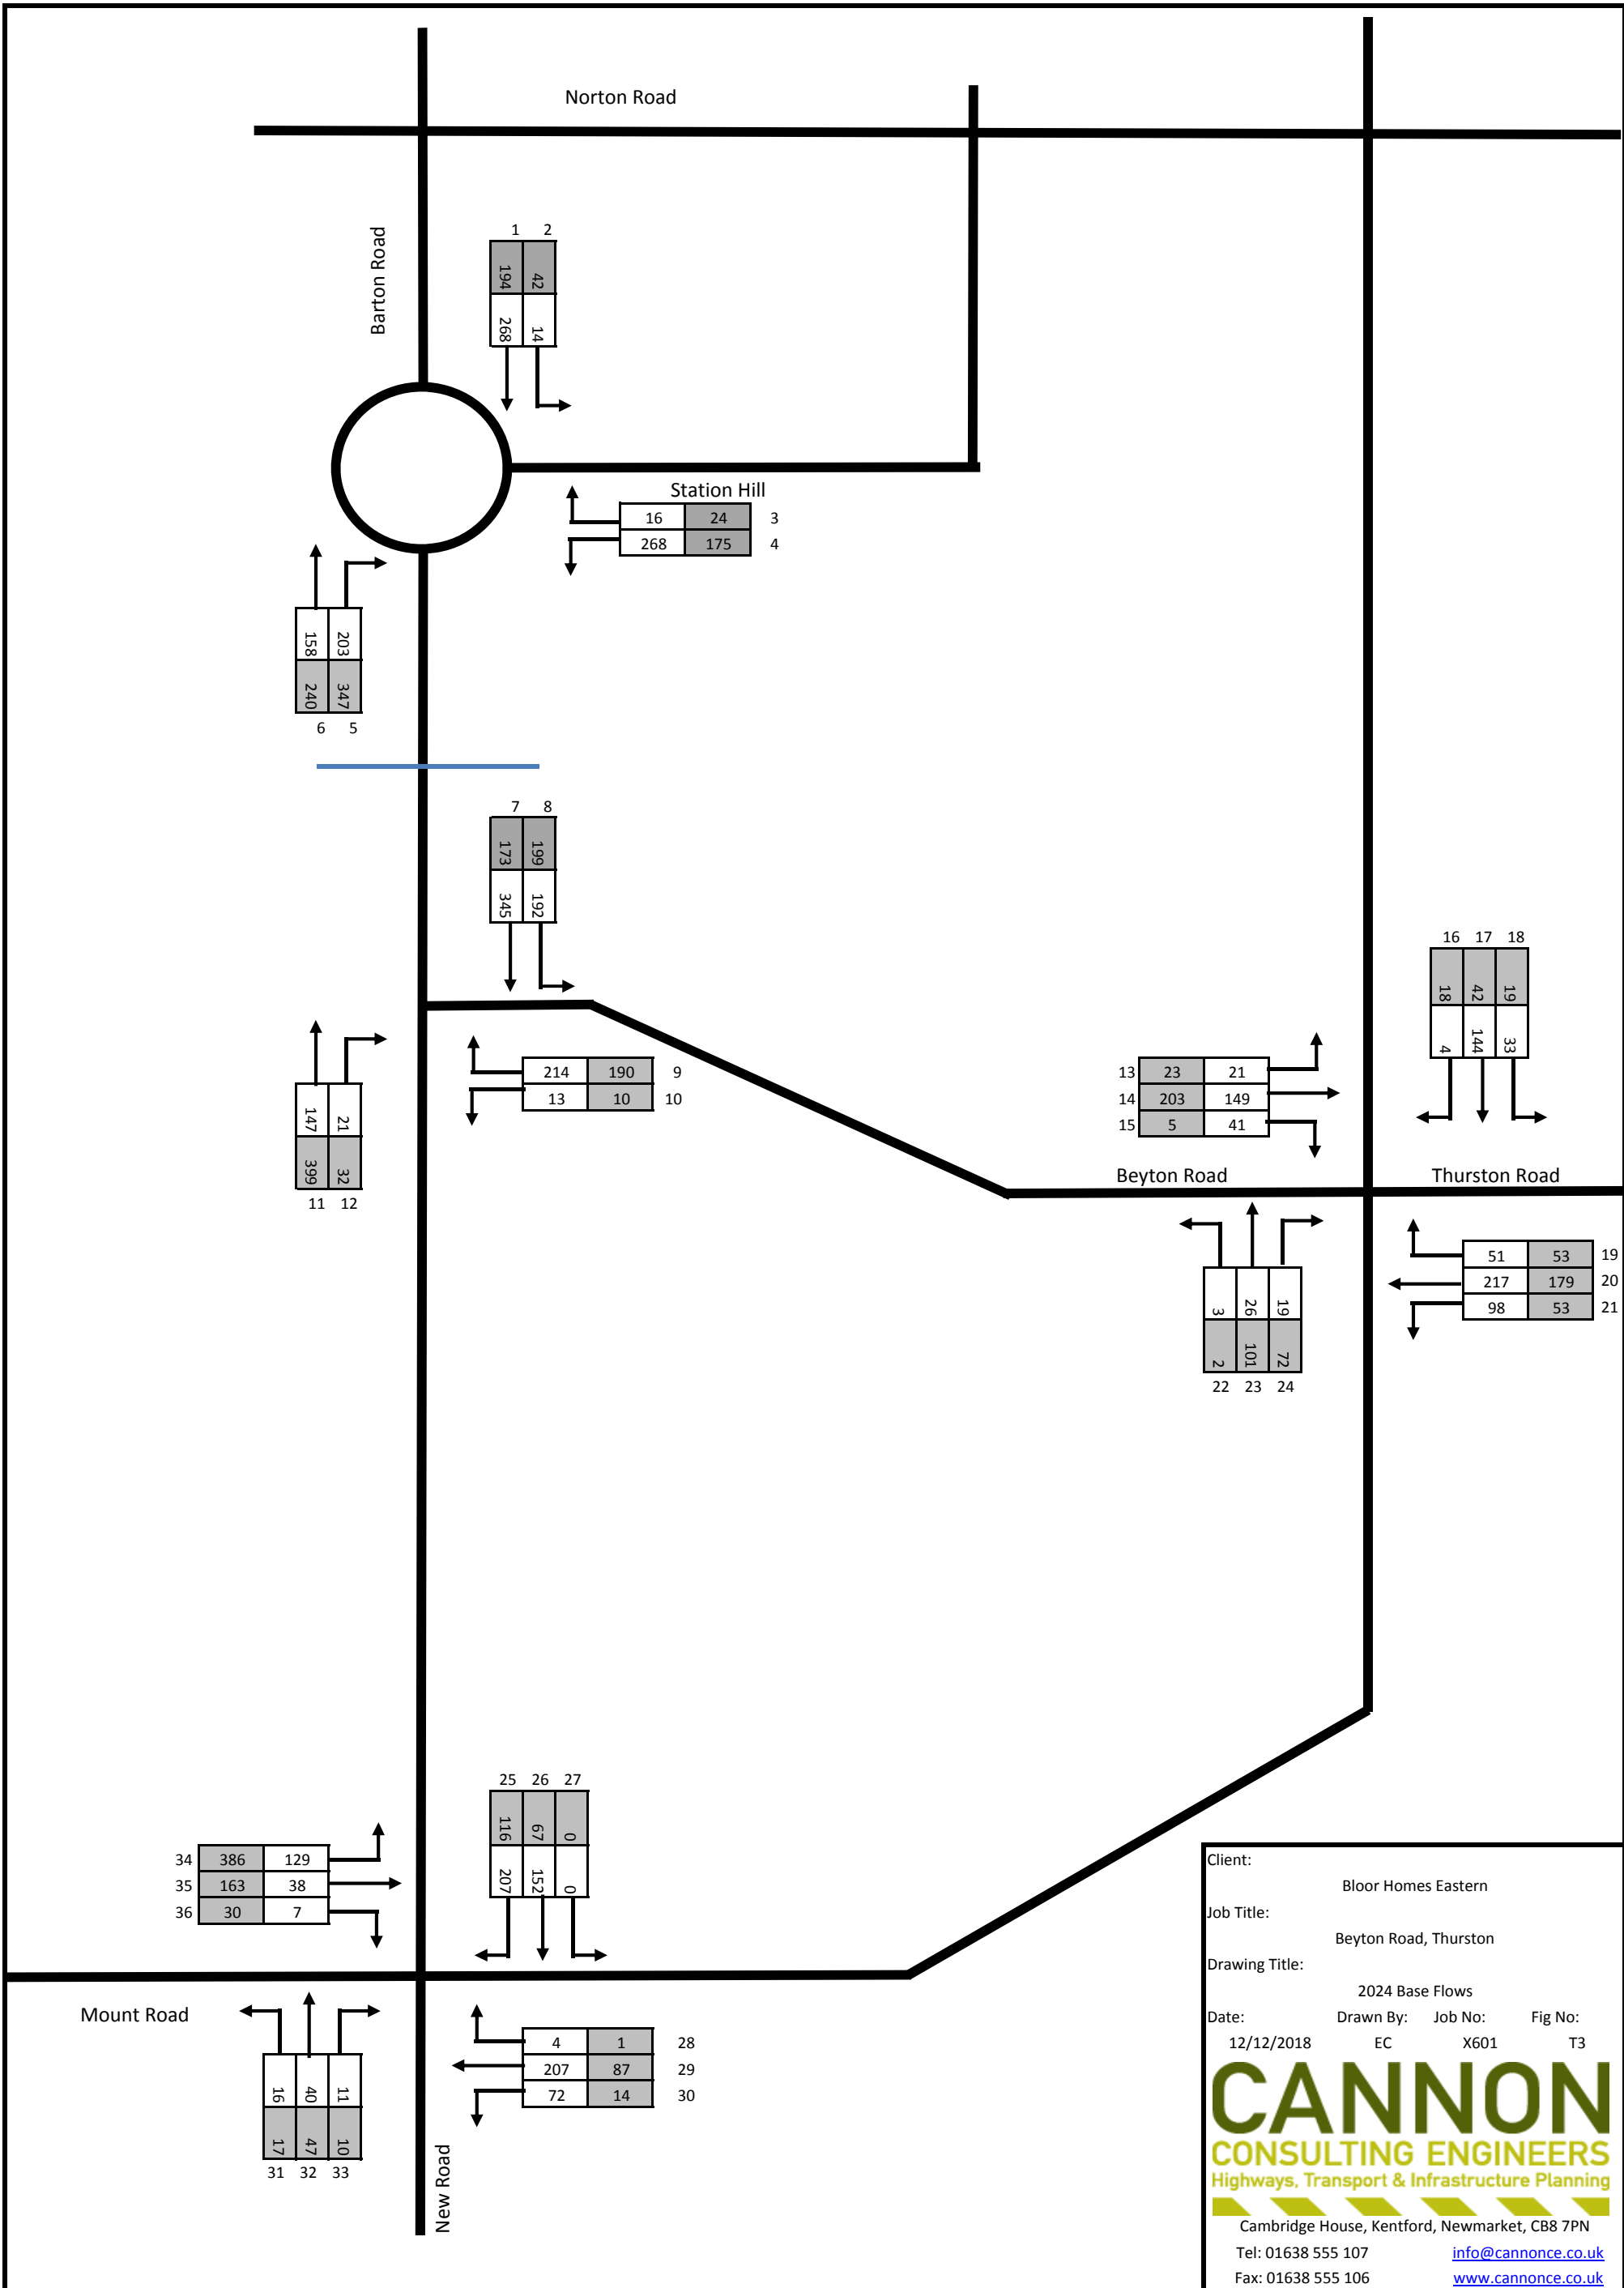 Norton Road
Barton Road
1 2
194 42
268 14
Station Hill
16 24 3
268 175 4
158 203
240 347
6 5
7 8
173 199
345 192
214 190 9
13 10 10
147 21
399 32
11 12
16 17 18
18 42 19
4 144 33
13 23 21
14 203 149
15 5 41
Beyton Road
Thurston Road
51 53 19
217 179 20
98 53 21
3 26 19
2 101 72
22 23 24
25 26 27
116 67 0
207 152 0
34 386 129
35 163 38
36 30 7
Mount Road
4 1 28
207 87 29
72 14 30
16 40 11
17 47 10
31 32 33
New Road
Client:
Bloor Homes Eastern
Job Title:
Beyton Road, Thurston
Drawing Title:
2024 Base Flows
Date: Drawn By: Job No: Fig No:
12/12/2018 EC X601 T3
CANNON
CONSULTING ENGINEERS
Highways, Transport & Infrastructure Planning
Cambridge House, Kentford, Newmarket, CB8 7PN
Tel: 01638 555 107 info@cannonce.co.uk
Fax: 01638 555 106 www.cannonce.co.uk